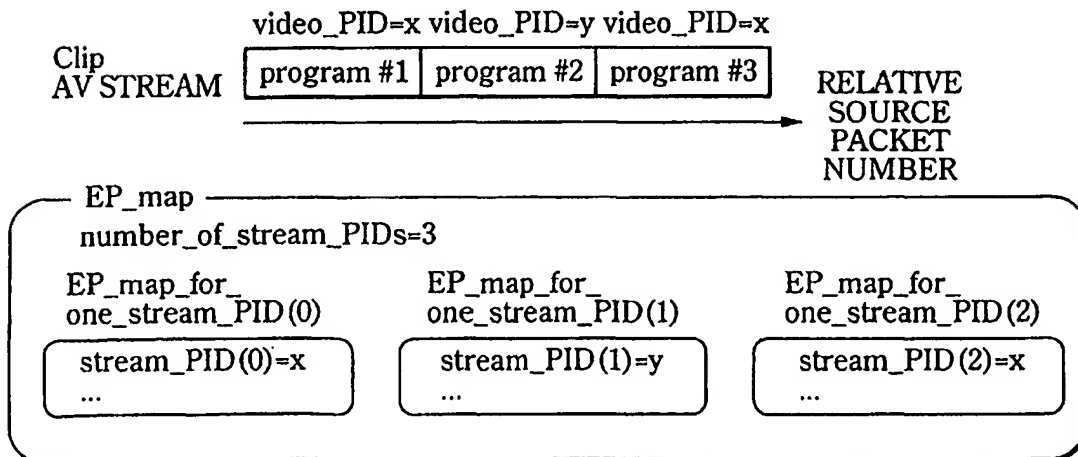 video_PID=x video_PID=y video_PID=x
Clip
AV STREAM
program #1 program #2 program #3
RELATIVE
SOURCE
PACKET
NUMBER
EP_map
number_of_stream_PIDs=3
EP_map_for_
one_stream_PID(0)
stream_PID(0)=x
...
EP_map_for_
one_stream_PID(1)
stream_PID(1)=y
...
EP_map_for_
one_stream_PID(2)
stream_PID(2)=x
...